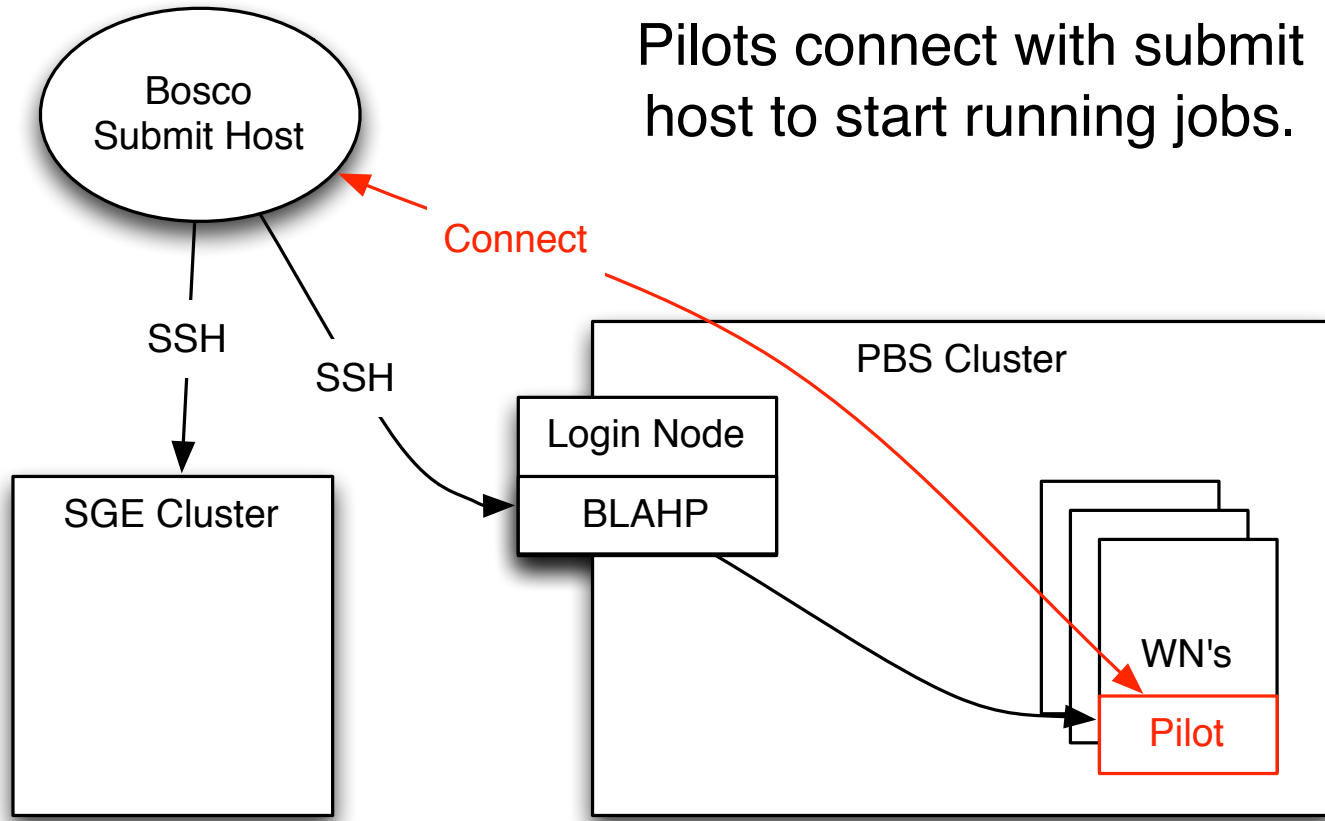 Pilots connect with submit
host to start running jobs.
Bosco
Submit Host
Connect
SSH
SSH
PBS Cluster
Login Node
BLAHP
SGE Cluster
WN's
Pilot